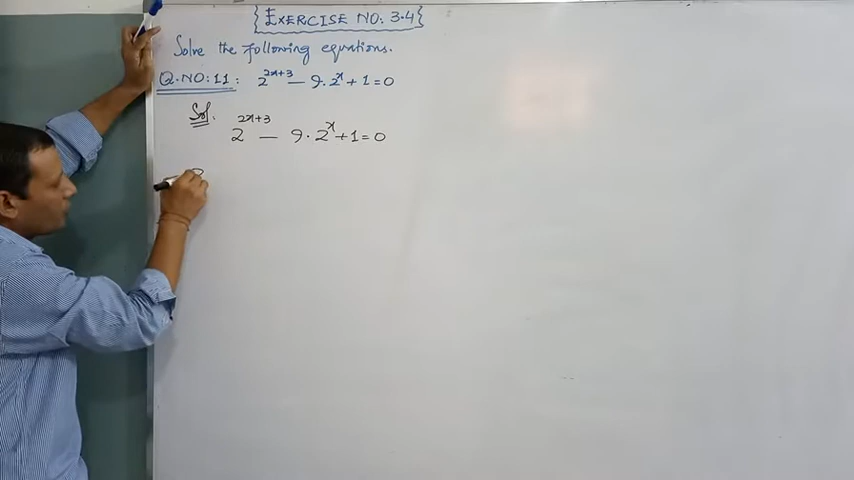 EXERCISE NO: 3.4
Solve the following equations.
Q.NO:11: 2^{2x+3} — 9.2^x + 1 = 0
Sol. 2^{2x+3} — 9·2^x + 1 = 0